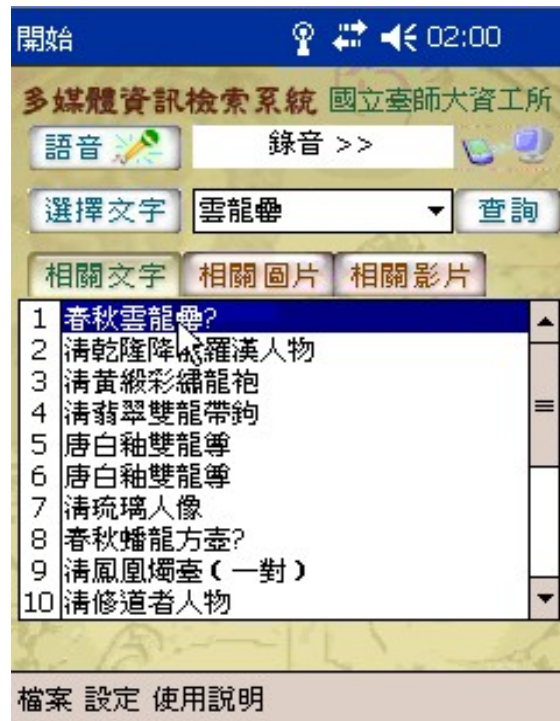 開始 02:00
多媒體資訊檢索系統 國立臺師大資工所
語音 錄音 >>
選擇文字 雲龍罍 查詢
相關文字 相關圖片 相關影片
1 春秋雲龍罍?
2 清乾隆降龍羅漢人物
3 清黃緞彩繡龍袍
4 清翡翠雙龍帶鉤
5 唐白釉雙龍尊
6 唐白釉雙龍尊
7 清琉璃人像
8 春秋蟠龍方壺?
9 清鳳凰燭臺(一對)
10 清修道者人物
檔案 設定 使用說明